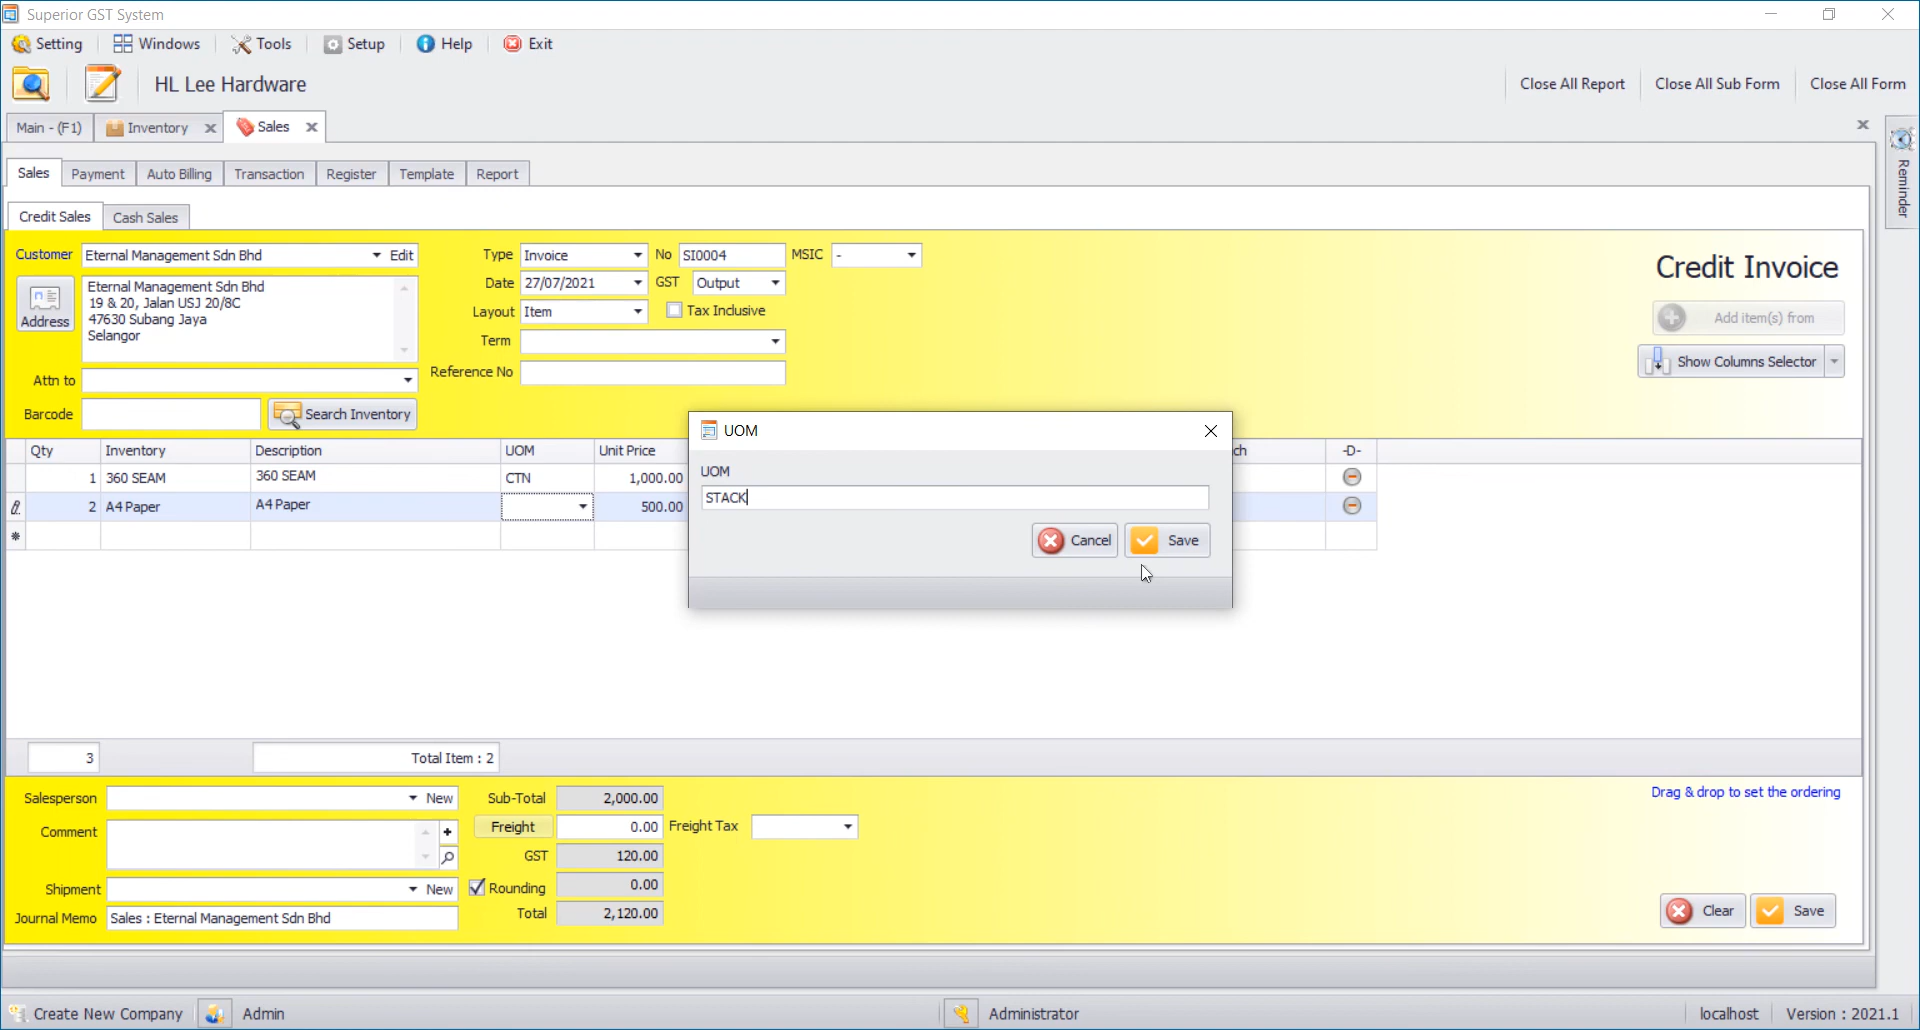 Superior GST System
Setting Windows Tools Setup Help Exit
HL Lee Hardware
Close All Report Close All Sub Form Close All Form
Main - (F1) Inventory Sales
Reminder
Sales Payment Auto Billing Transaction Register Template Report
Credit Sales Cash Sales
Customer Eternal Management Sdn Bhd Edit
Type Invoice No SI0004 MSIC -
Credit Invoice
Address
Eternal Management Sdn Bhd
19 & 20, Jalan USJ 20/8C
47630 Subang Jaya
Selangor
Date 27/07/2021 GST Output
Layout Item Tax Inclusive
Add item(s) from
Term
Show Columns Selector
Reference No
Attn to
Barcode Search Inventory
Qty Inventory Description UOM Unit Price ch -D-
1 360 SEAM 360 SEAM CTN 1,000.00
2 A4 Paper A4 Paper 500.00
UOM
UOM
STACK
Cancel Save
3 Total Item : 2
Salesperson New Sub-Total 2,000.00
Drag & drop to set the ordering
Comment Freight 0.00 Freight Tax
GST 120.00
Shipment New Rounding 0.00
Journal Memo Sales : Eternal Management Sdn Bhd Total 2,120.00
Clear Save
Create New Company Admin Administrator localhost Version : 2021.1